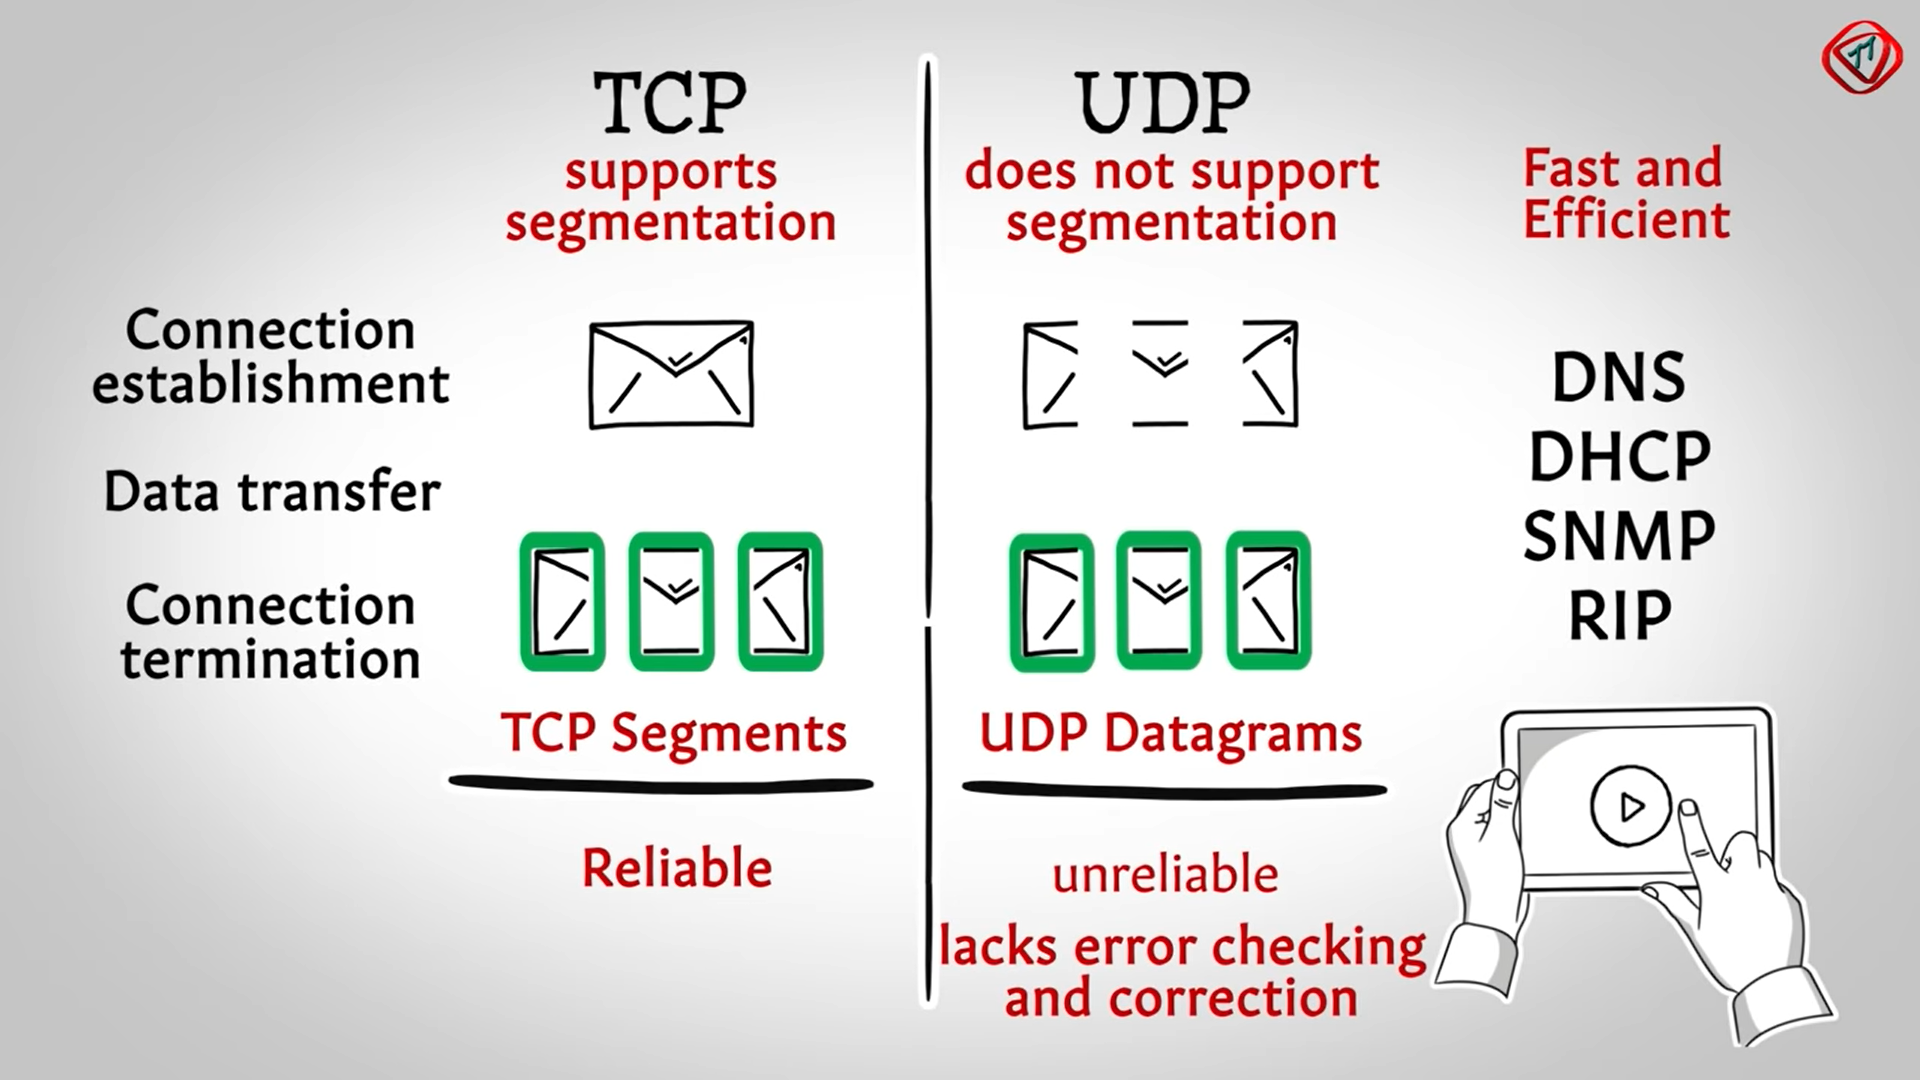 TCP
supports
segmentation
UDP
does not support
segmentation
Fast and
Efficient
Connection
establishment
Data transfer
Connection
termination
DNS
DHCP
SNMP
RIP
TCP Segments
UDP Datagrams
Reliable
unreliable
lacks error checking
and correction